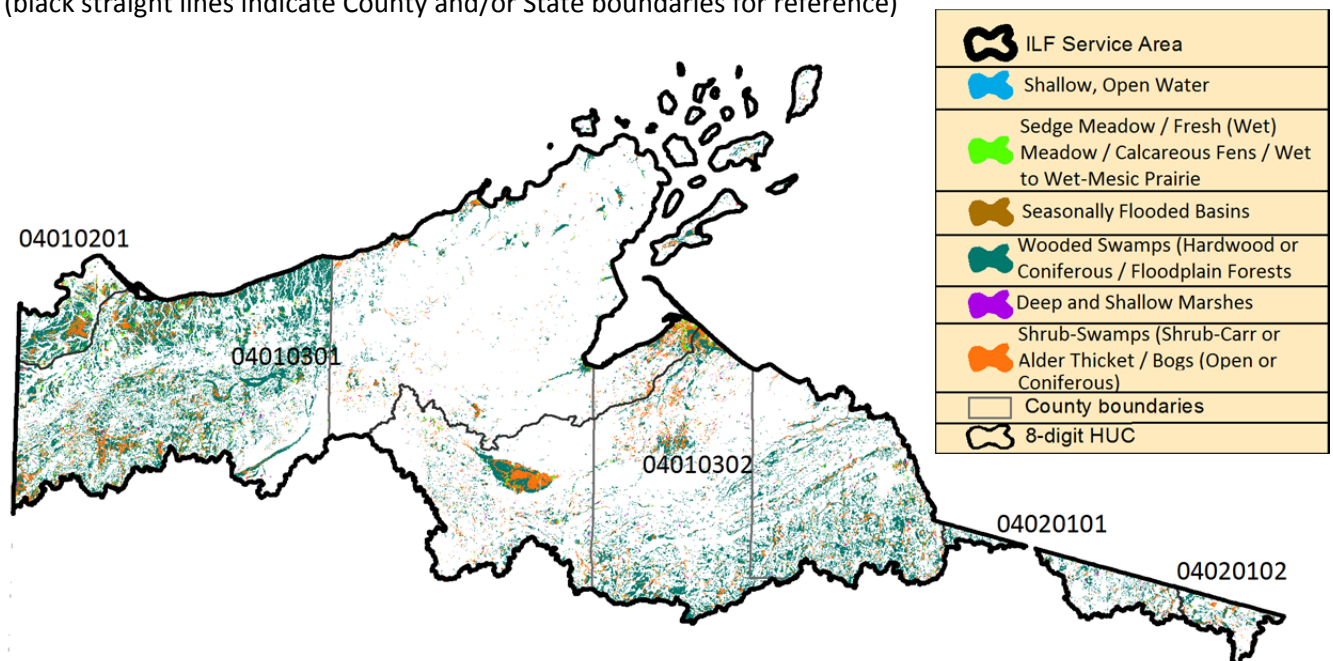 (black straight lines indicate County and/or State boundaries for reference)
ILF Service Area
Shallow, Open Water
Sedge Meadow / Fresh (Wet)
Meadow / Calcareous Fens / Wet
to Wet-Mesic Prairie
Seasonally Flooded Basins
Wooded Swamps (Hardwood or
Coniferous / Floodplain Forests
Deep and Shallow Marshes
Shrub-Swamps (Shrub-Carr or
Alder Thicket / Bogs (Open or
Coniferous)
County boundaries
8-digit HUC
04010201
04010301
04010302
04020101
04020102